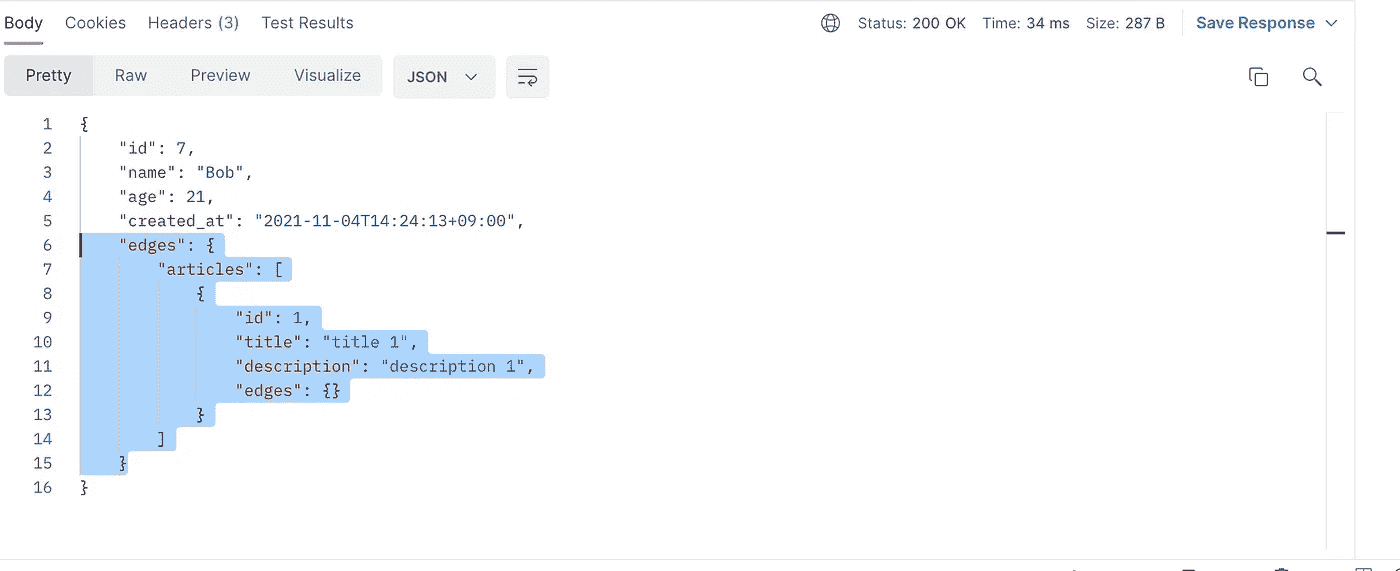 Body Cookies Headers (3) Test Results Status: 200 OK Time: 34 ms Size: 287 B Save Response
Pretty Raw Preview Visualize JSON
1 {
2 "id": 7,
3 "name": "Bob",
4 "age": 21,
5 "created_at": "2021-11-04T14:24:13+09:00",
6 "edges": {
7 "articles": [
8 {
9 "id": 1,
10 "title": "title 1",
11 "description": "description 1",
12 "edges": {}
13 }
14 ]
15 }
16 }